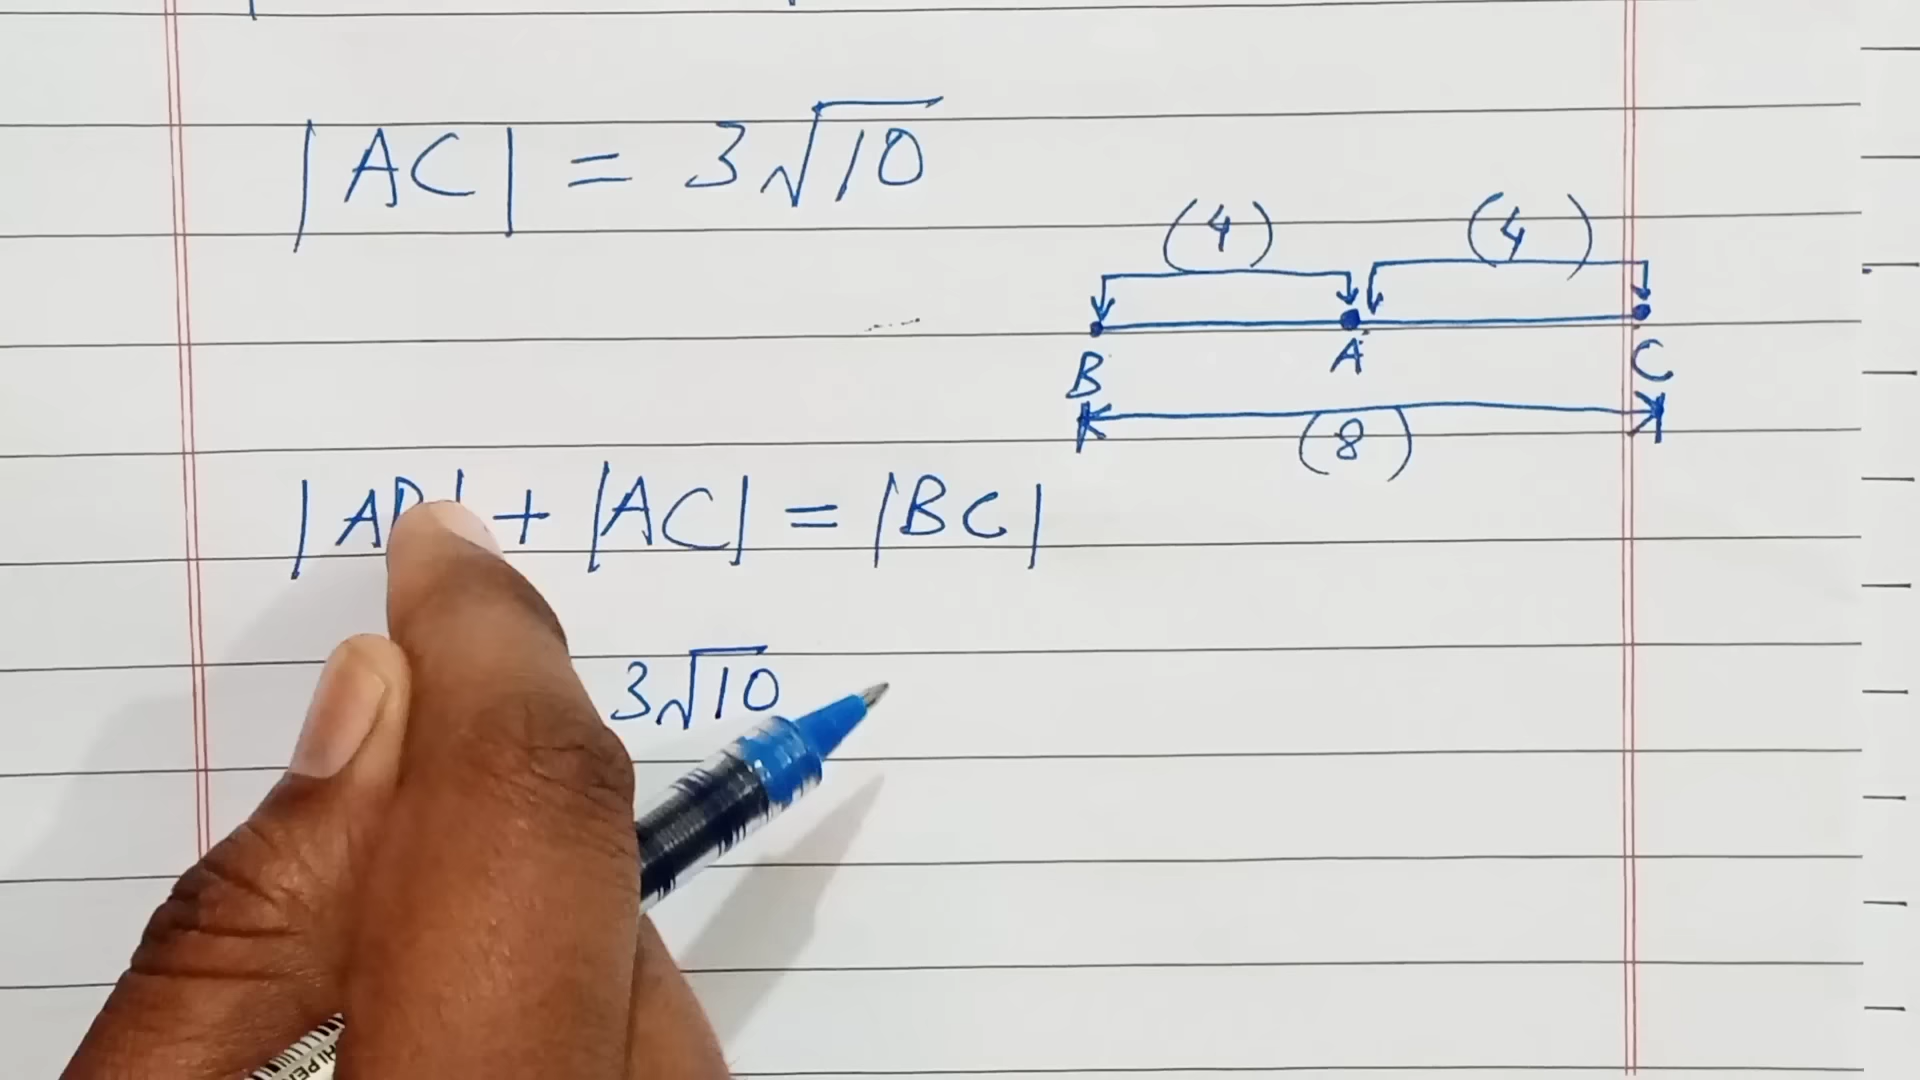 |AC| = 3√10
(4) (4)
B A C
(8)
+ |AC| = |BC|
3√10